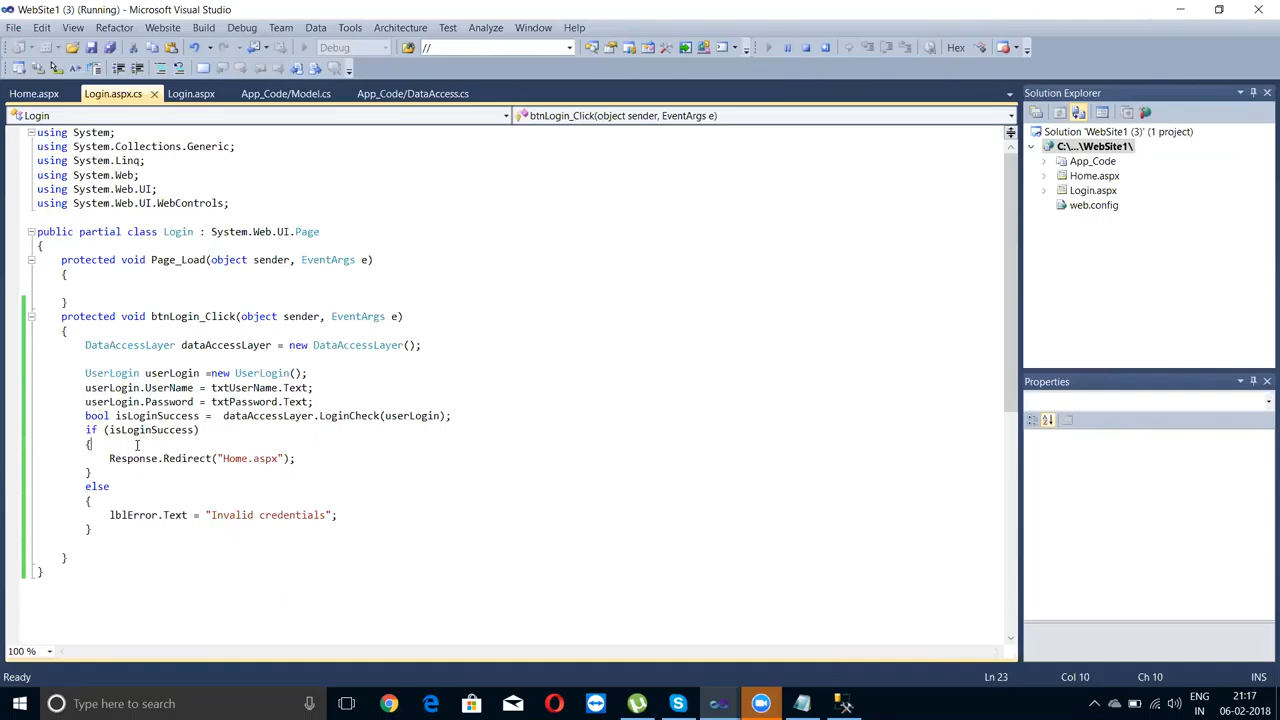 WebSite1 (3) (Running) - Microsoft Visual Studio
File Edit View Refactor Website Build Debug Team Data Tools Architecture Test Analyze Window Help
Debug // Hex
Home.aspx Login.aspx.cs Login.aspx App_Code/Model.cs App_Code/DataAccess.cs
Login btnLogin_Click(object sender, EventArgs e)
using System;
using System.Collections.Generic;
using System.Linq;
using System.Web;
using System.Web.UI;
using System.Web.UI.WebControls;
public partial class Login : System.Web.UI.Page
{
protected void Page_Load(object sender, EventArgs e)
{
}
protected void btnLogin_Click(object sender, EventArgs e)
{
DataAccessLayer dataAccessLayer = new DataAccessLayer();
UserLogin userLogin =new UserLogin();
userLogin.UserName = txtUserName.Text;
userLogin.Password = txtPassword.Text;
bool isLoginSuccess =  dataAccessLayer.LoginCheck(userLogin);
if (isLoginSuccess)
{
Response.Redirect("Home.aspx");
}
else
{
lblError.Text = "Invalid credentials";
}
}
}
100 %
Solution Explorer
Solution 'WebSite1 (3)' (1 project)
C:\...\WebSite1\
App_Code
Home.aspx
Login.aspx
web.config
Properties
Ready Ln 23 Col 10 Ch 10 INS
Type here to search
ENG
IN
21:17
06-02-2018